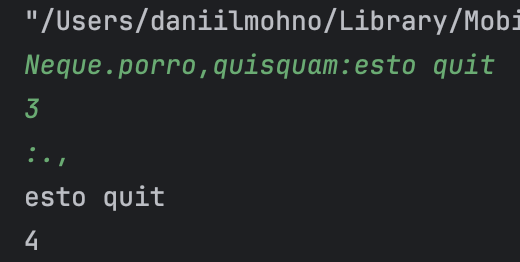 "/Users/daniilmohno/Library/Mobi
Neque.porro,quisquam:esto quit
3
:.,
esto quit
4